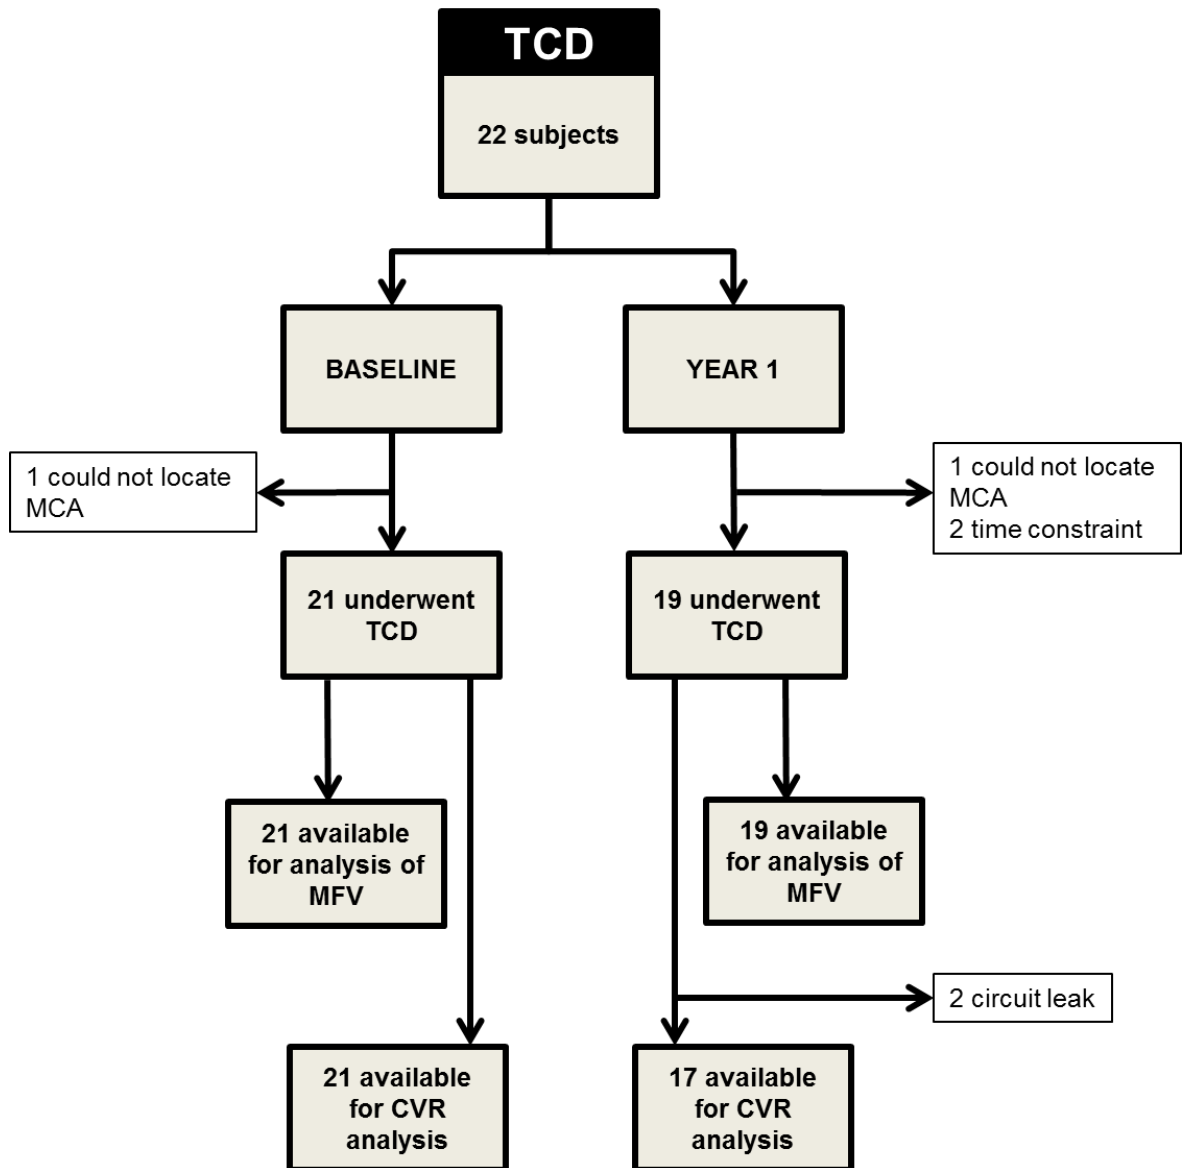 TCD
22 subjects
BASELINE
YEAR 1
1 could not locate
MCA
1 could not locate
MCA
2 time constraint
21 underwent
TCD
19 underwent
TCD
21 available
for analysis of
MFV
19 available
for analysis of
MFV
2 circuit leak
21 available
for CVR
analysis
17 available
for CVR
analysis